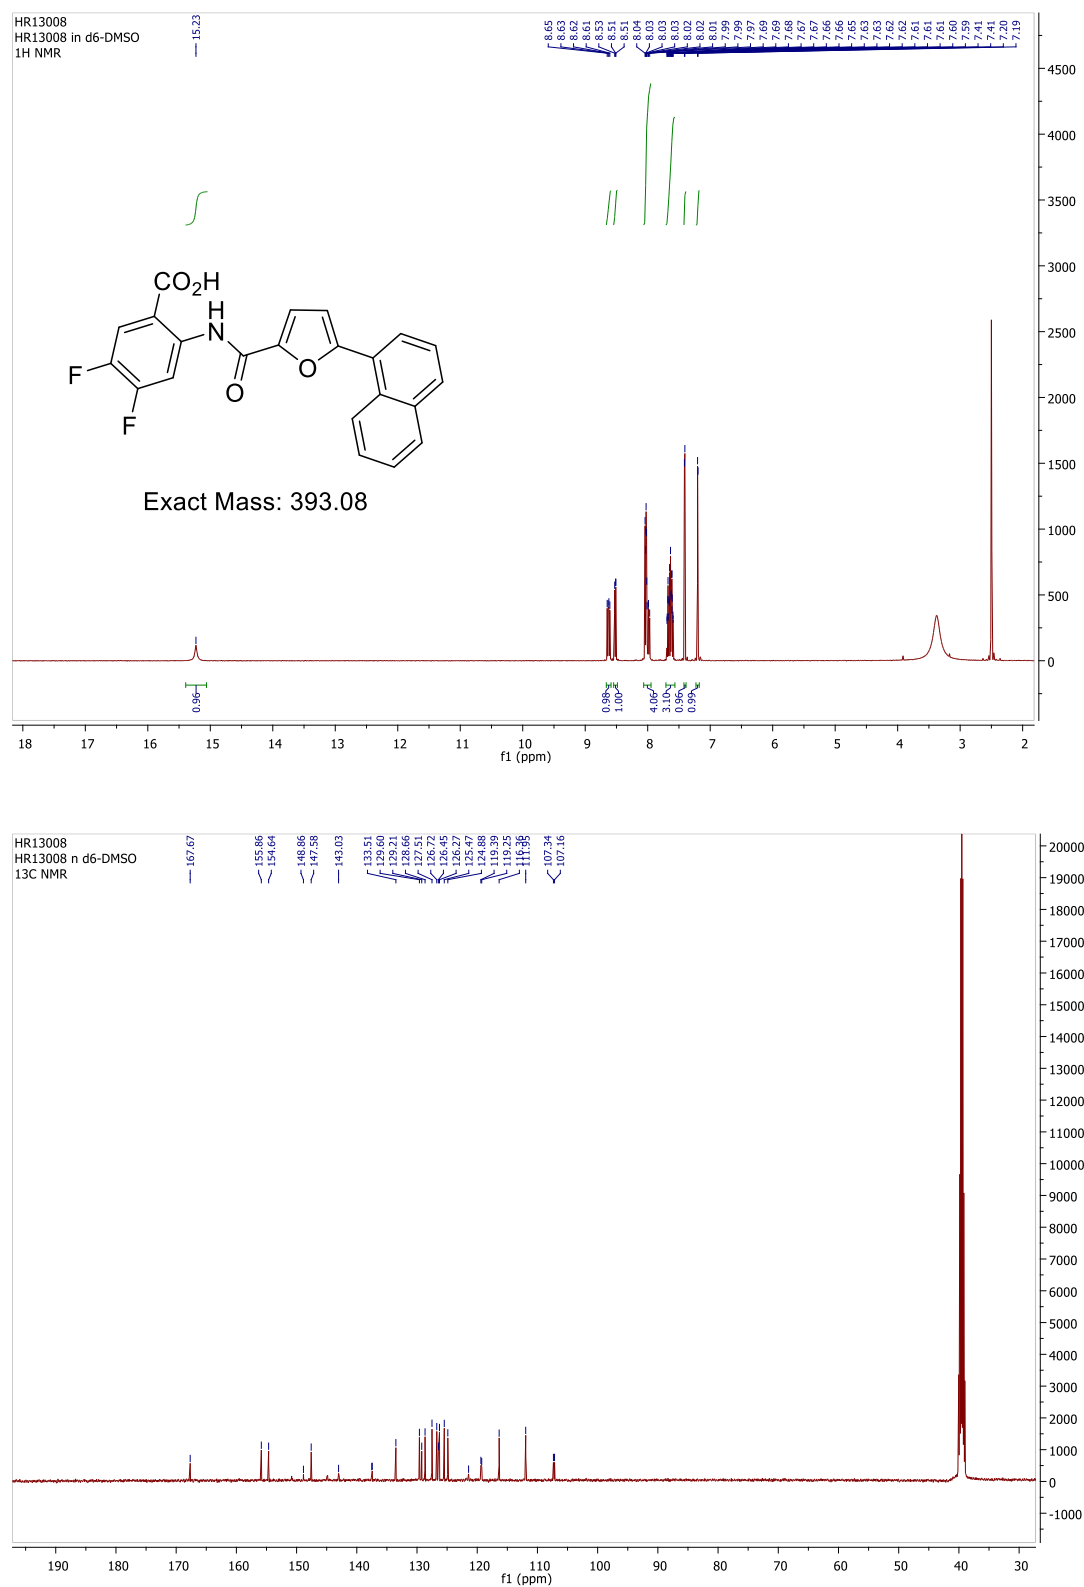 HR13008
HR13008 in d6-DMSO
1H NMR
15.23
8.65 8.63 8.62 8.61 8.53 8.51 8.51 8.04 8.03 8.03 8.03 8.02 8.02 8.01 7.99 7.99 7.97 7.69 7.69 7.68 7.67 7.67 7.66 7.66 7.65 7.63 7.63 7.62 7.62 7.61 7.61 7.61 7.60 7.59 7.41 7.41 7.20 7.19
4500
4000
3500
3000
2500
2000
1500
1000
500
0
CO2H
H
N
O
O
F
F
Exact Mass: 393.08
0.96 0.98 1.00 4.06 3.10 0.96 0.99
18 17 16 15 14 13 12 11 10 9 8 7 6 5 4 3 2
f1 (ppm)
HR13008
HR13008 n d6-DMSO
13C NMR
167.67 155.86 154.64 148.86 147.58 143.03 133.51 129.60 129.21 128.66 127.51 126.72 126.45 126.27 125.47 124.88 119.39 119.25 116.36 111.95 107.34 107.16
20000
19000
18000
17000
16000
15000
14000
13000
12000
11000
10000
9000
8000
7000
6000
5000
4000
3000
2000
1000
0
-1000
190 180 170 160 150 140 130 120 110 100 90 80 70 60 50 40 30
f1 (ppm)